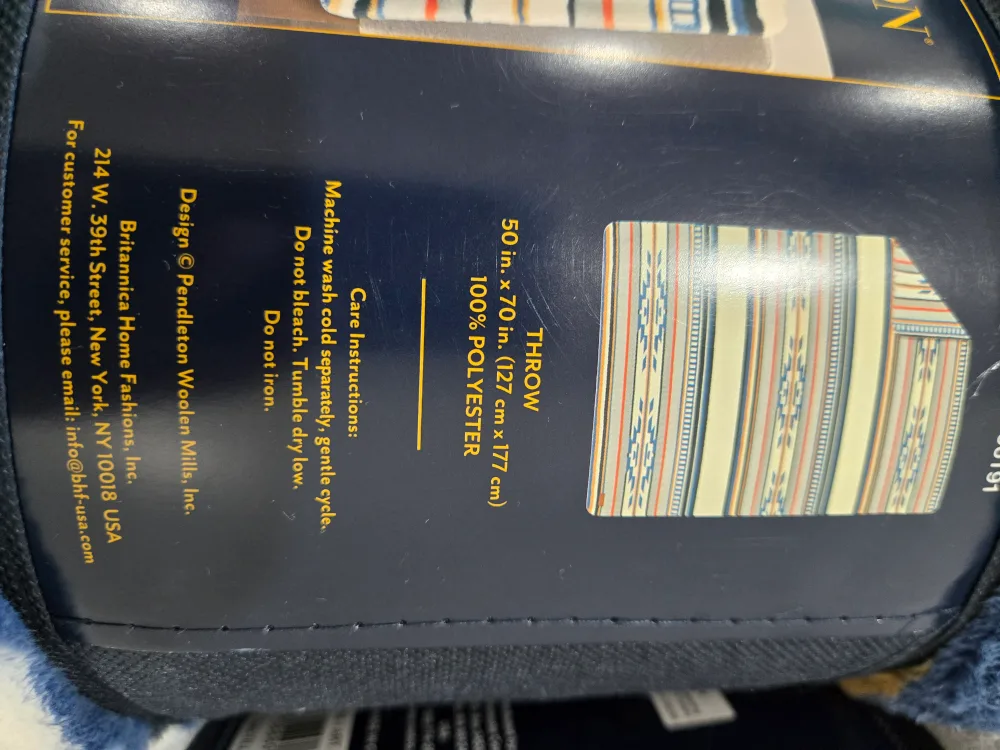 ON®
THROW
50 in. x 70 in. (127 cm x 177 cm)
100% POLYESTER
Care Instructions:
Machine wash cold separately, gentle cycle.
Do not bleach. Tumble dry low.
Do not iron.
Design © Pendleton Woolen Mills, Inc.
Britannica Home Fashions, Inc.
214 W. 39th Street, New York, NY 10018 USA
For customer service, please email: info@bhf-usa.com